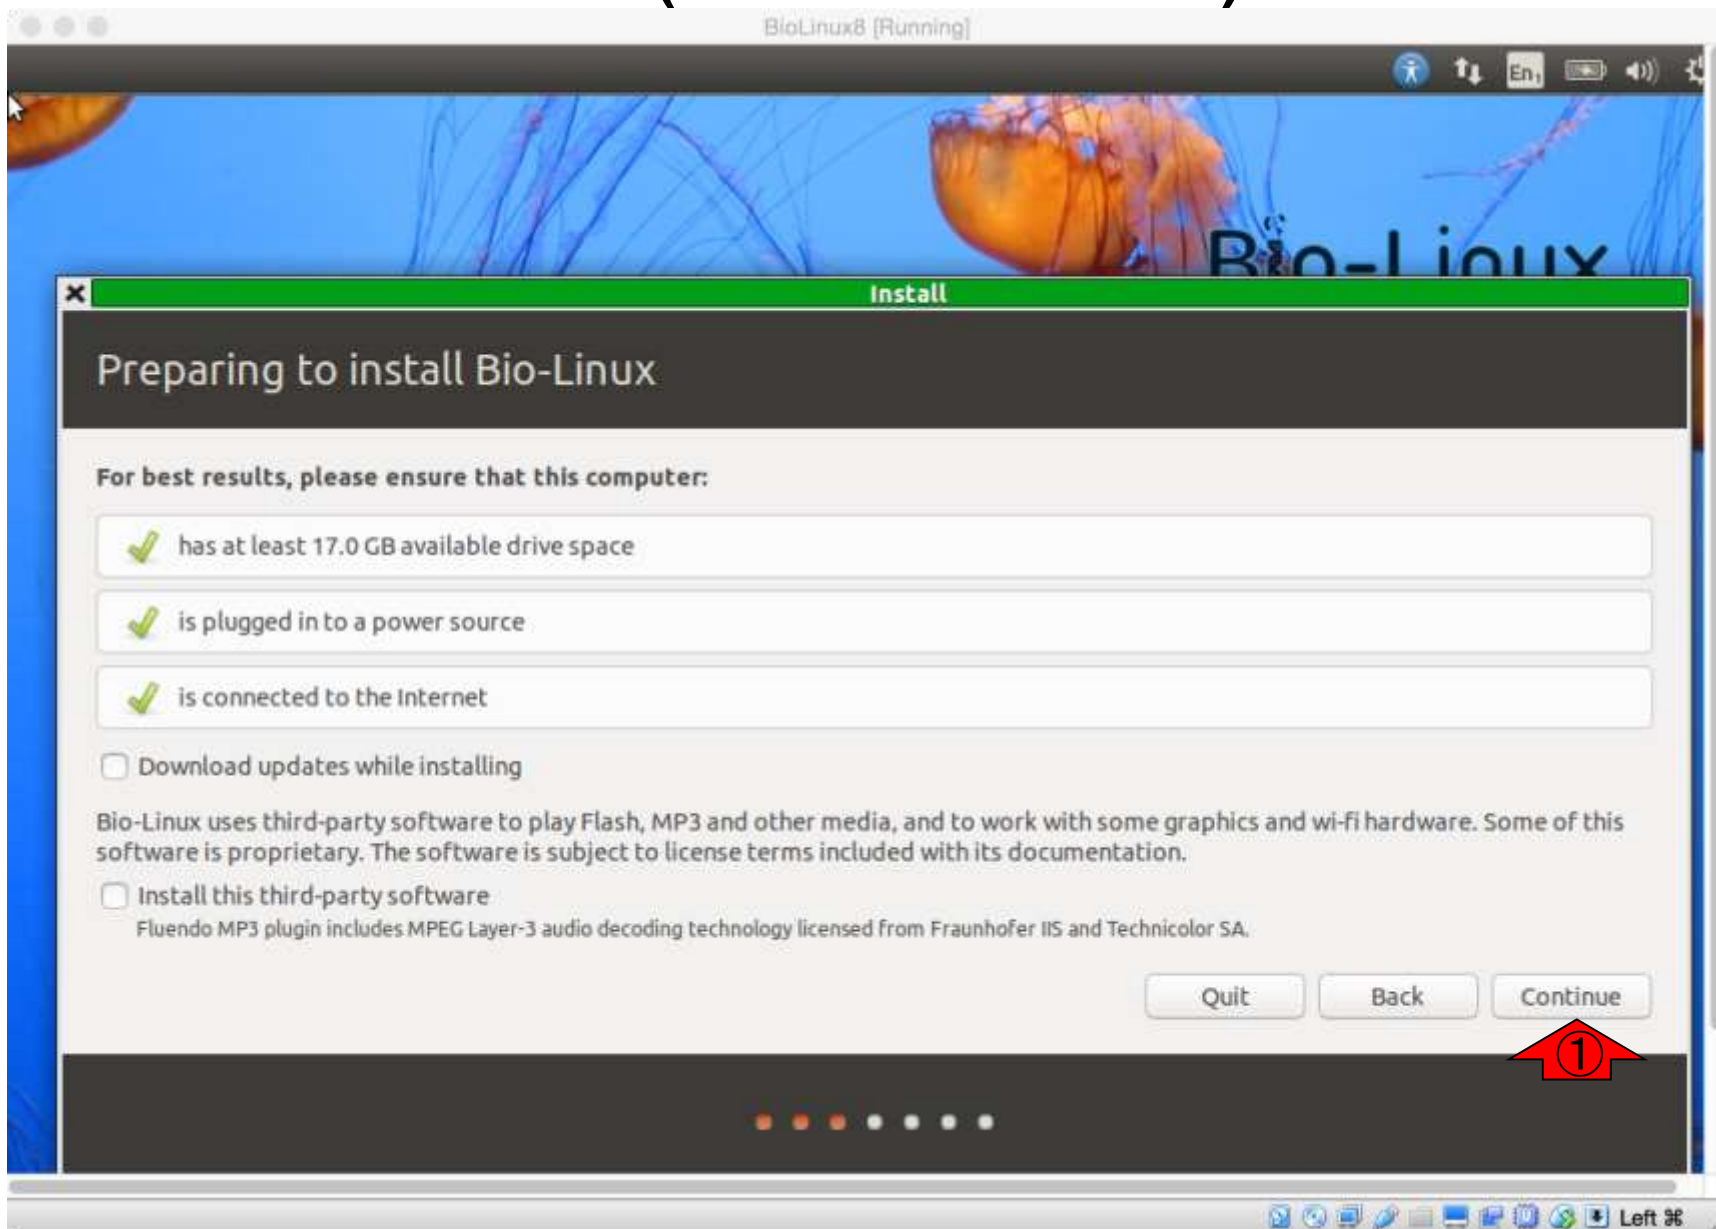 BioLinux8 [Running]
En1
Bio-Linux
Install
Preparing to install Bio-Linux
For best results, please ensure that this computer:
has at least 17.0 GB available drive space
is plugged in to a power source
is connected to the Internet
Download updates while installing
Bio-Linux uses third-party software to play Flash, MP3 and other media, and to work with some graphics and wi-fi hardware. Some of this
software is proprietary. The software is subject to license terms included with its documentation.
Install this third-party software
Fluendo MP3 plugin includes MPEG Layer-3 audio decoding technology licensed from Fraunhofer IIS and Technicolor SA.
Quit Back Continue
①
Left ⌘